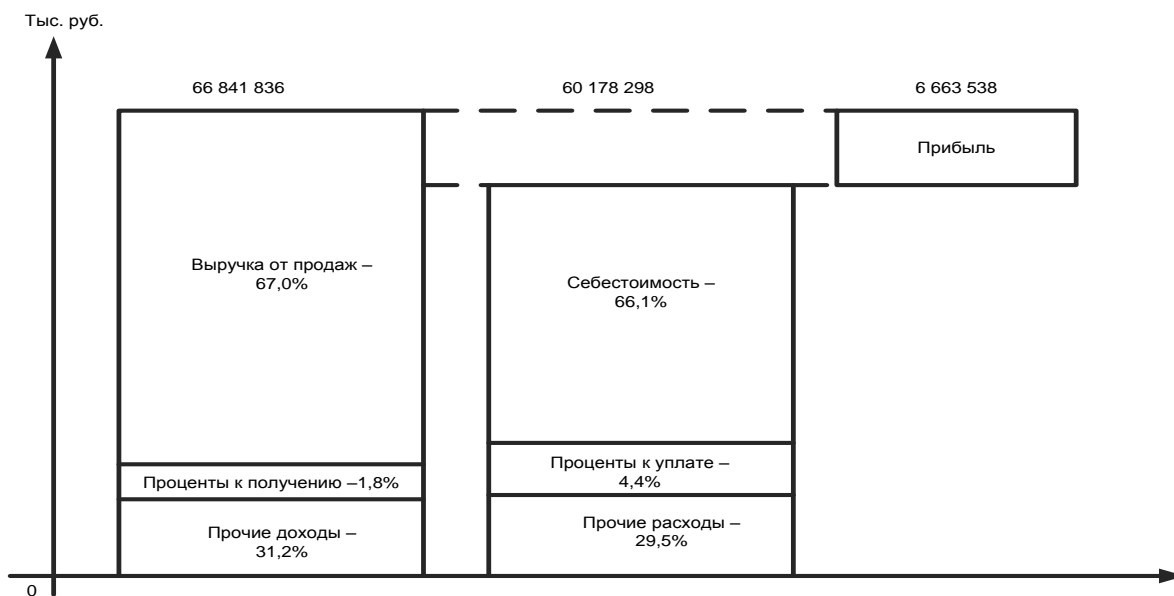 Тыс. руб.
66 841 836
60 178 298
6 663 538
Прибыль
Выручка от продаж –
67,0%
Себестоимость –
66,1%
Проценты к получению –1,8%
Проценты к уплате –
4,4%
Прочие доходы –
31,2%
Прочие расходы –
29,5%
0